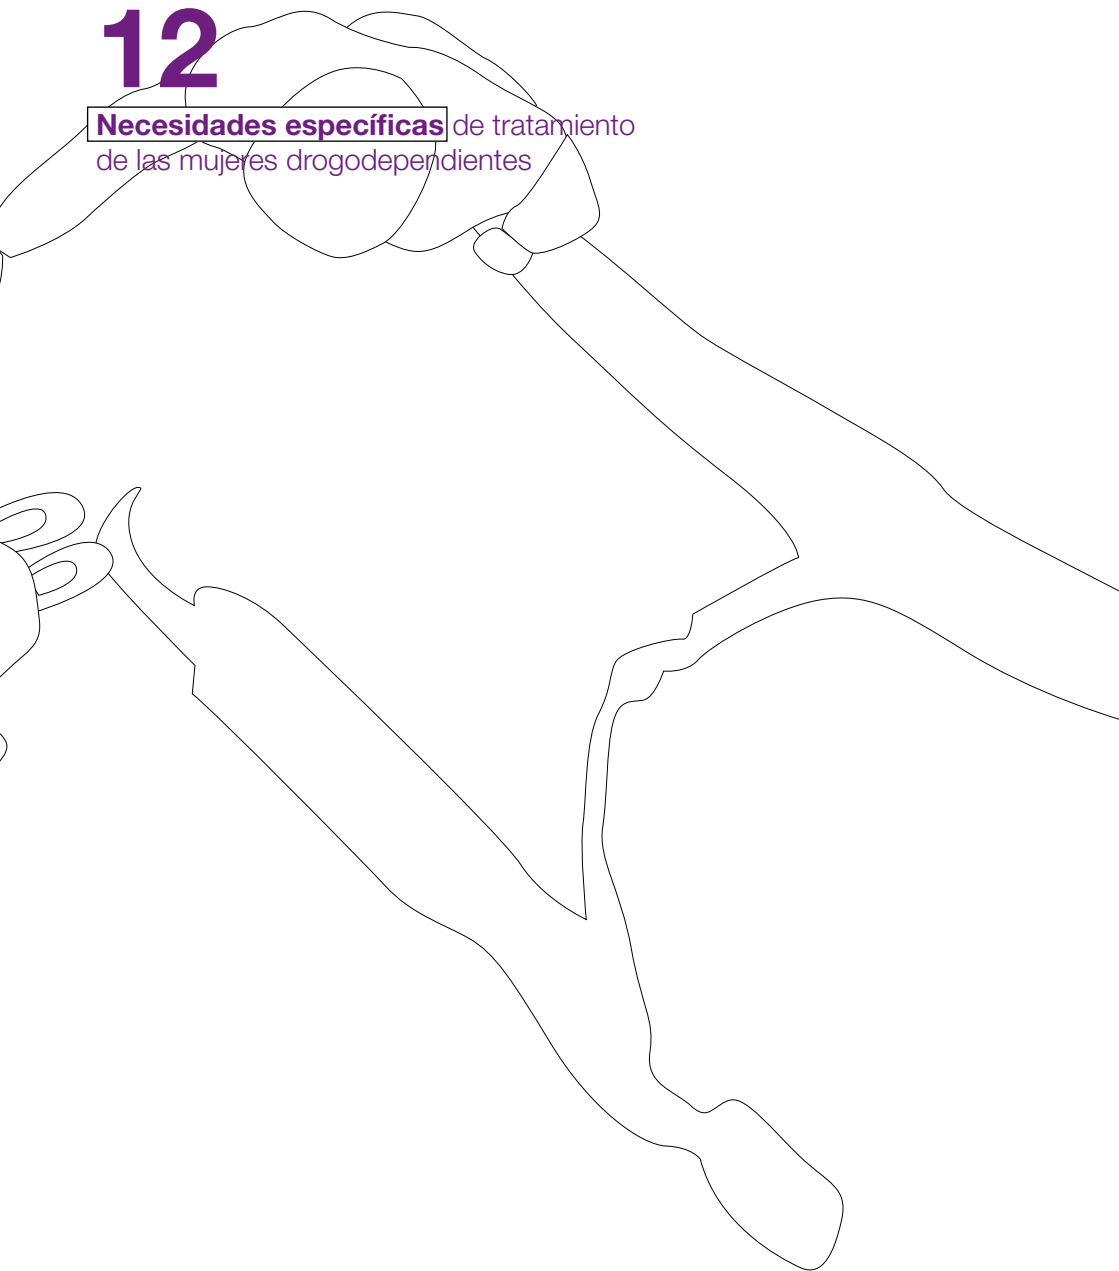 12
Necesidades específicas de tratamiento
de las mujeres drogodependientes